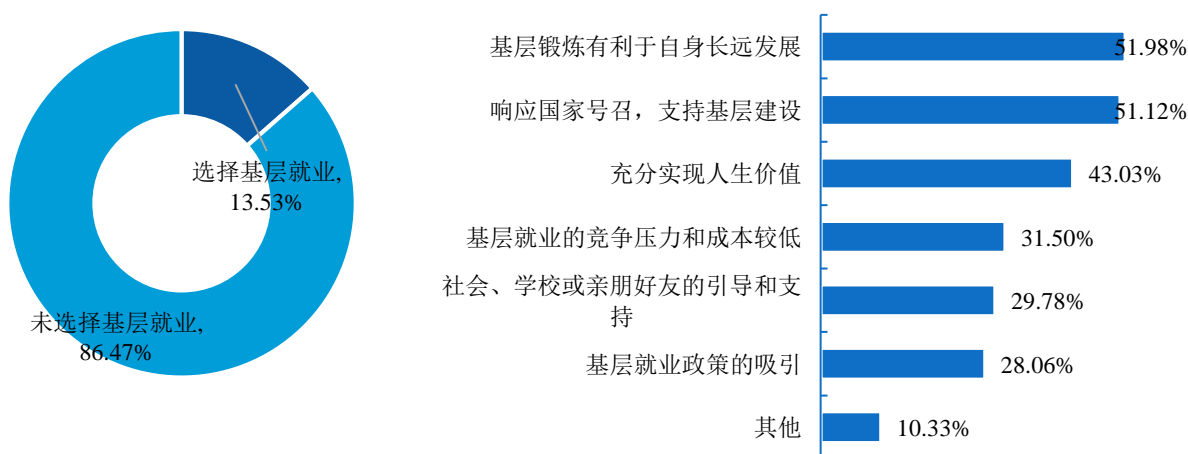 选择基层就业,
13.53%
未选择基层就业,
86.47%
基层锻炼有利于自身长远发展
51.98%
响应国家号召，支持基层建设
51.12%
充分实现人生价值
43.03%
基层就业的竞争压力和成本较低
31.50%
社会、学校或亲朋好友的引导和支
持
29.78%
基层就业政策的吸引
28.06%
其他
10.33%